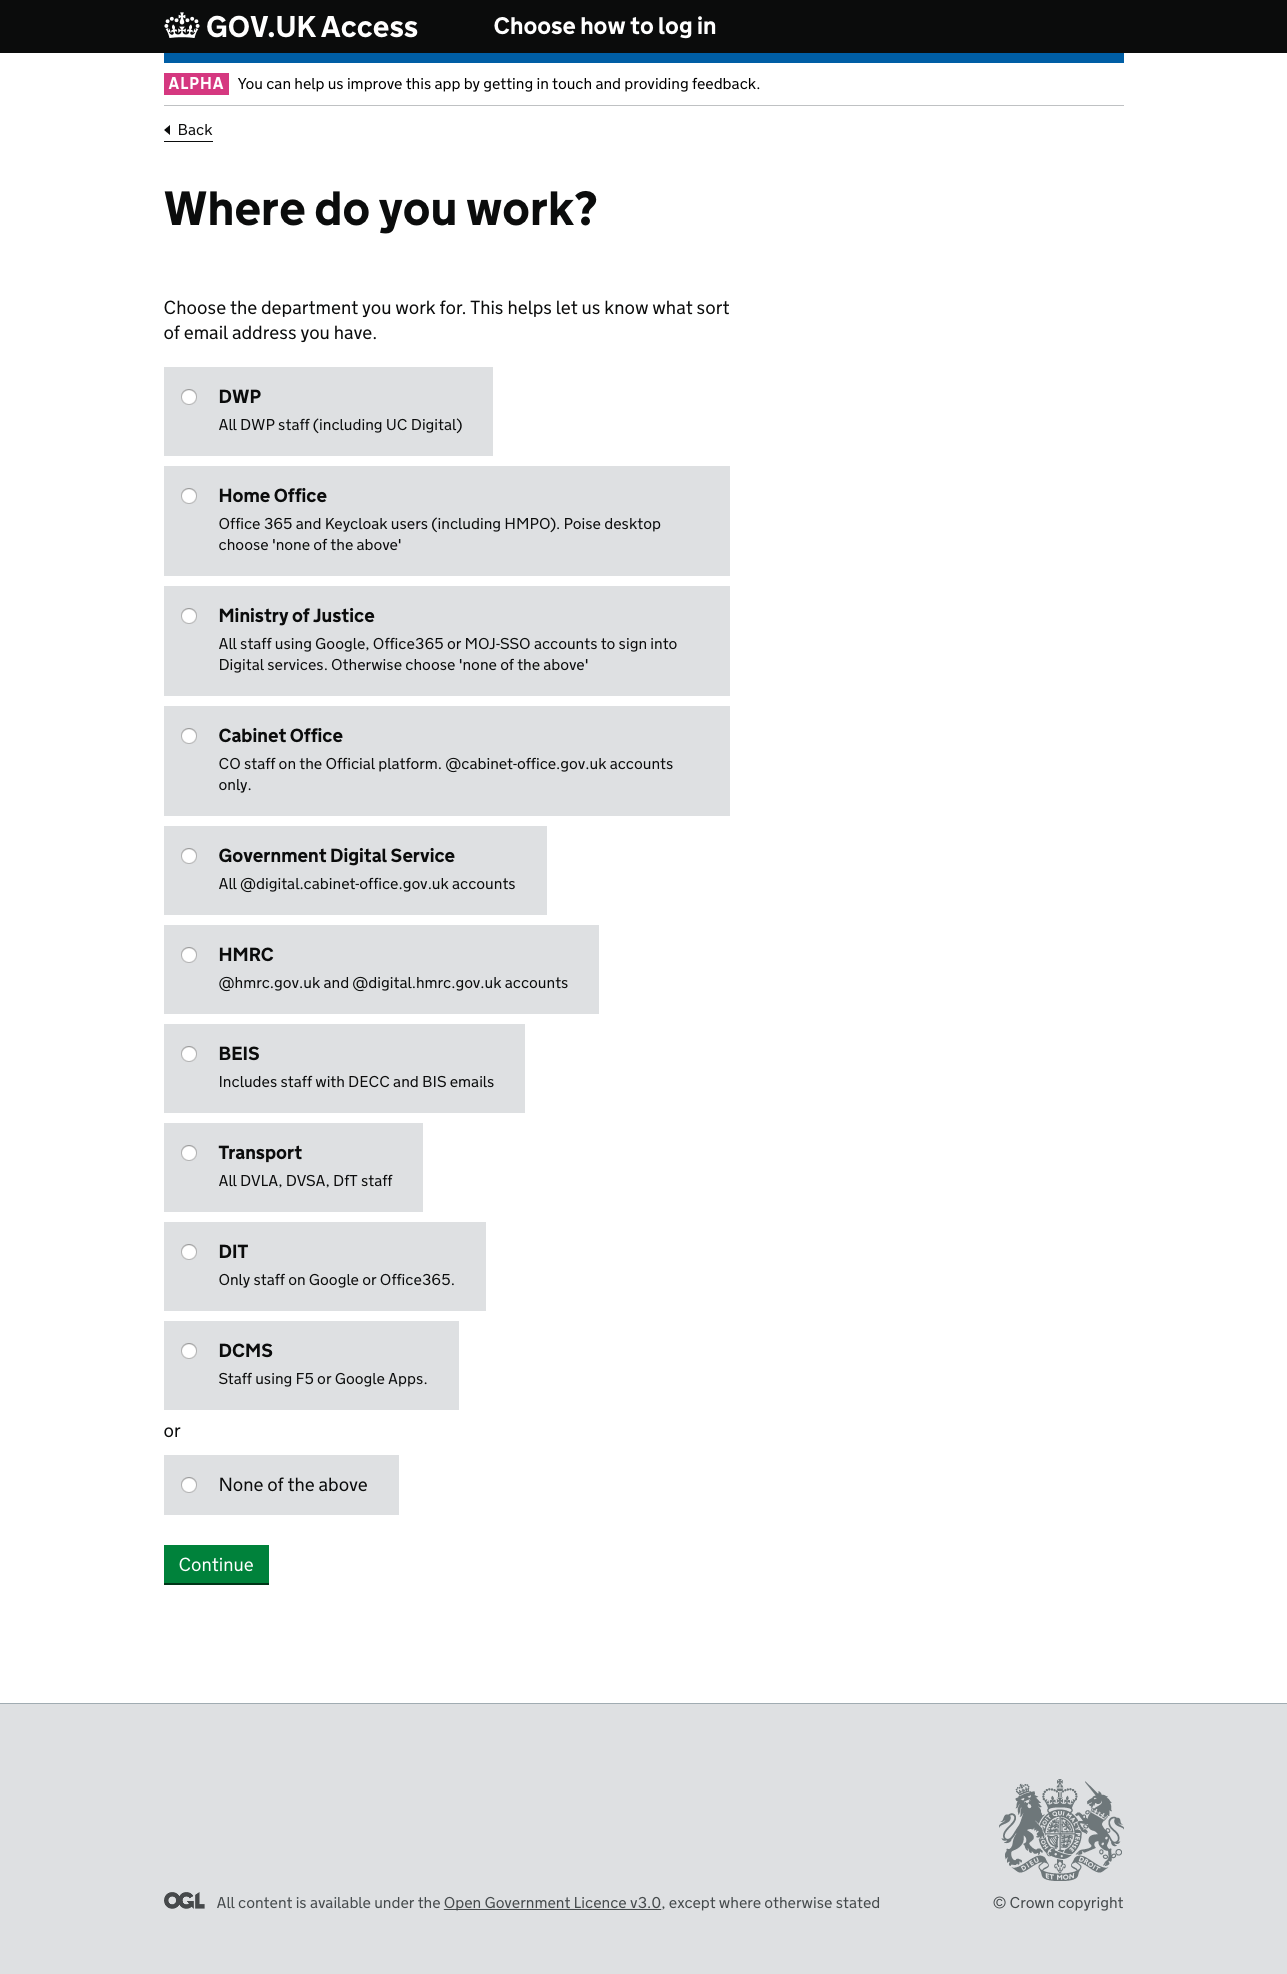 GOV.UK Access
Choose how to log in
ALPHA You can help us improve this app by getting in touch and providing feedback.
Back
Where do you work?
Choose the department you work for. This helps let us know what sort
of email address you have.
DWP
All DWP staff (including UC Digital)
Home Office
Office 365 and Keycloak users (including HMPO). Poise desktop
choose 'none of the above'
Ministry of Justice
All staff using Google, Office365 or MOJ-SSO accounts to sign into
Digital services. Otherwise choose 'none of the above'
Cabinet Office
CO staff on the Official platform. @cabinet-office.gov.uk accounts
only.
Government Digital Service
All @digital.cabinet-office.gov.uk accounts
HMRC
@hmrc.gov.uk and @digital.hmrc.gov.uk accounts
BEIS
Includes staff with DECC and BIS emails
Transport
All DVLA, DVSA, DfT staff
DIT
Only staff on Google or Office365.
DCMS
Staff using F5 or Google Apps.
or
None of the above
Continue
DIEU ET MON DROIT
OGL All content is available under the Open Government Licence v3.0, except where otherwise stated
© Crown copyright